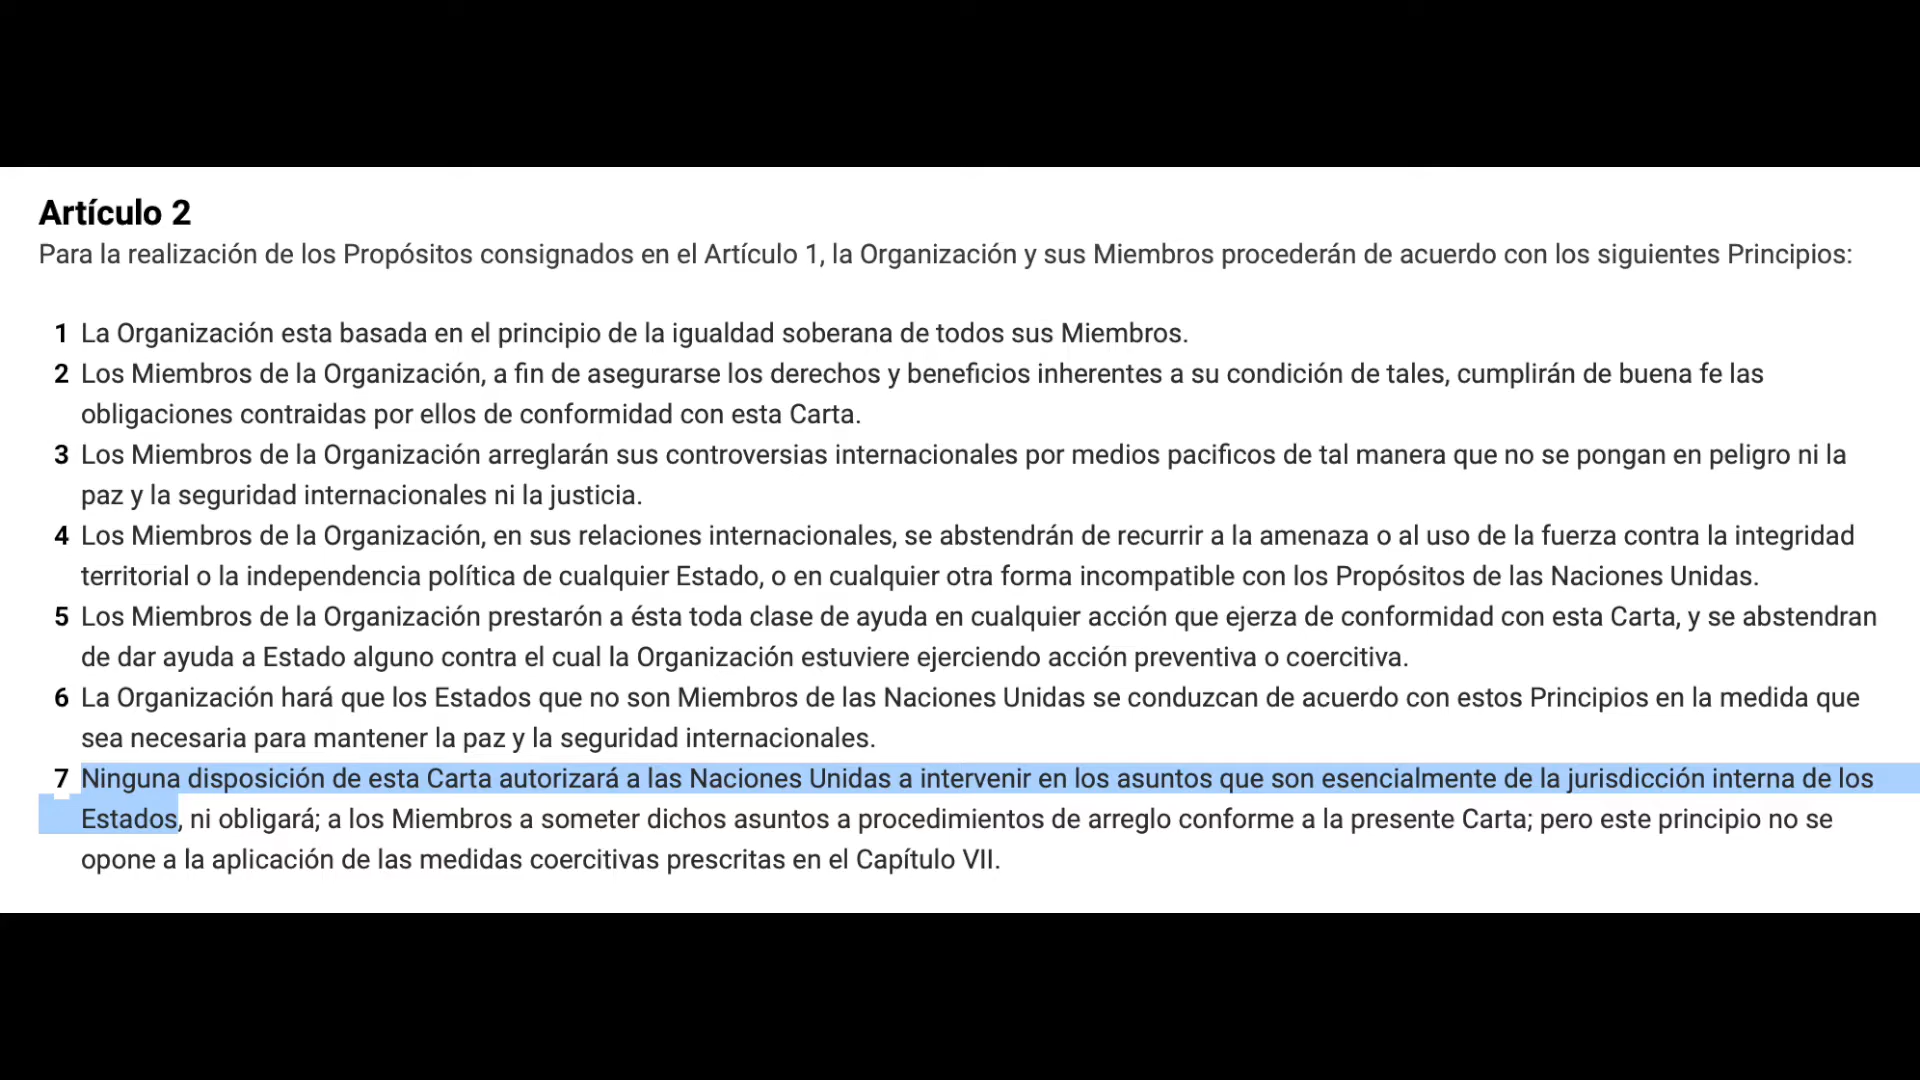 Artículo 2
Para la realización de los Propósitos consignados en el Artículo 1, la Organización y sus Miembros procederán de acuerdo con los siguientes Principios:
1 La Organización esta basada en el principio de la igualdad soberana de todos sus Miembros.
2 Los Miembros de la Organización, a fin de asegurarse los derechos y beneficios inherentes a su condición de tales, cumplirán de buena fe las
obligaciones contraidas por ellos de conformidad con esta Carta.
3 Los Miembros de la Organización arreglarán sus controversias internacionales por medios pacificos de tal manera que no se pongan en peligro ni la
paz y la seguridad internacionales ni la justicia.
4 Los Miembros de la Organización, en sus relaciones internacionales, se abstendrán de recurrir a la amenaza o al uso de la fuerza contra la integridad
territorial o la independencia política de cualquier Estado, o en cualquier otra forma incompatible con los Propósitos de las Naciones Unidas.
5 Los Miembros de la Organización prestarón a ésta toda clase de ayuda en cualquier acción que ejerza de conformidad con esta Carta, y se abstendran
de dar ayuda a Estado alguno contra el cual la Organización estuviere ejerciendo acción preventiva o coercitiva.
6 La Organización hará que los Estados que no son Miembros de las Naciones Unidas se conduzcan de acuerdo con estos Principios en la medida que
sea necesaria para mantener la paz y la seguridad internacionales.
7 Ninguna disposición de esta Carta autorizará a las Naciones Unidas a intervenir en los asuntos que son esencialmente de la jurisdicción interna de los
Estados, ni obligará; a los Miembros a someter dichos asuntos a procedimientos de arreglo conforme a la presente Carta; pero este principio no se
opone a la aplicación de las medidas coercitivas prescritas en el Capítulo VII.